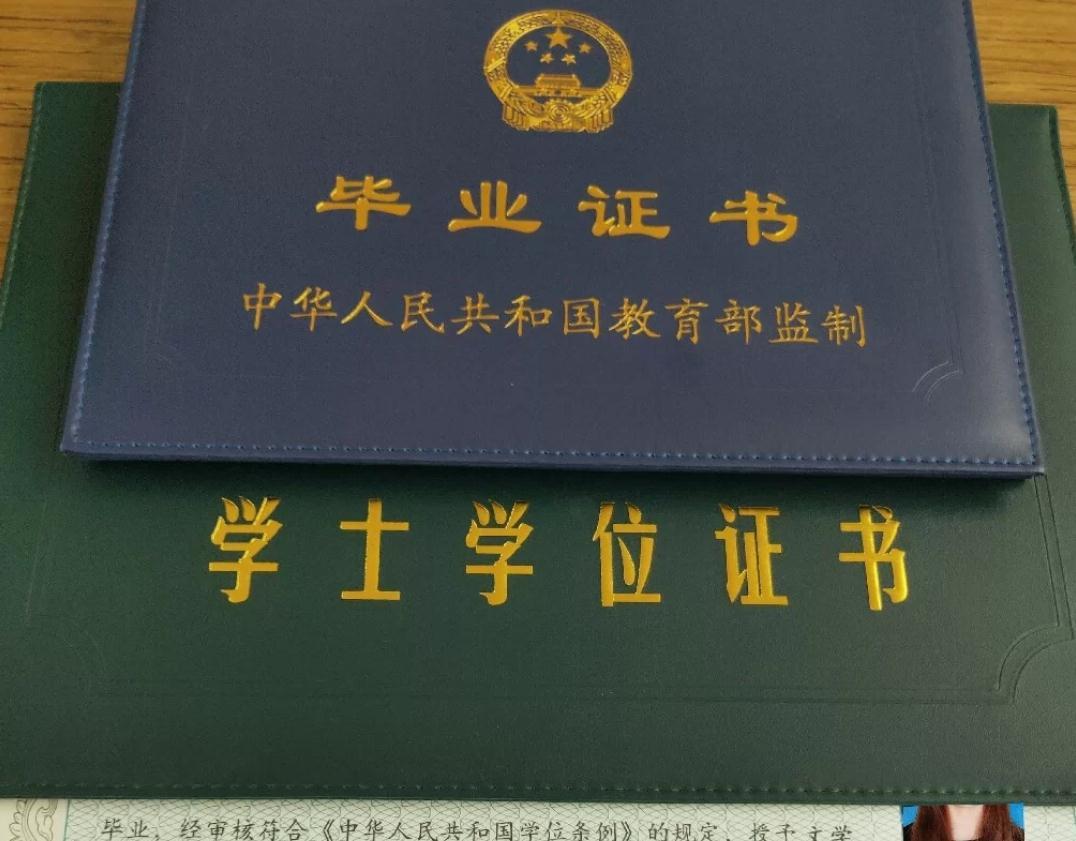 毕业证书
中华人民共和国教育部监制
学士学位证书
毕业，经审核符合《中华人民共和国学位条例》的规定，授予文学